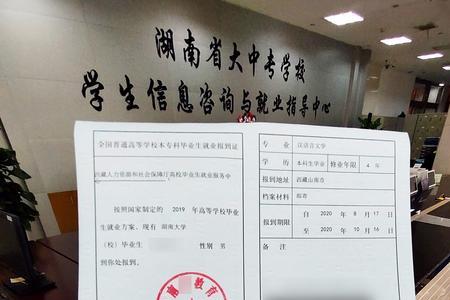 湖南省大中专学校
学生信息咨询与就业指导中心
全国普通高等学校本专科毕业生就业报到证
西藏人力资源和社会保障厅高校毕业生就业服务中
按照国家制定的 2019 年高等学校毕业
生就业方案，现有 湖南大学
（校）毕业生 性别 男
到你处报到。
专业 汉语言文学
学历 本科生毕业 修业年限 4 年
报到地址 西藏山南市
档案材料 邮寄
报到期限 自 2020 年 8 月 17 日
至 2020 年 10 月 16 日
备注
南 教育